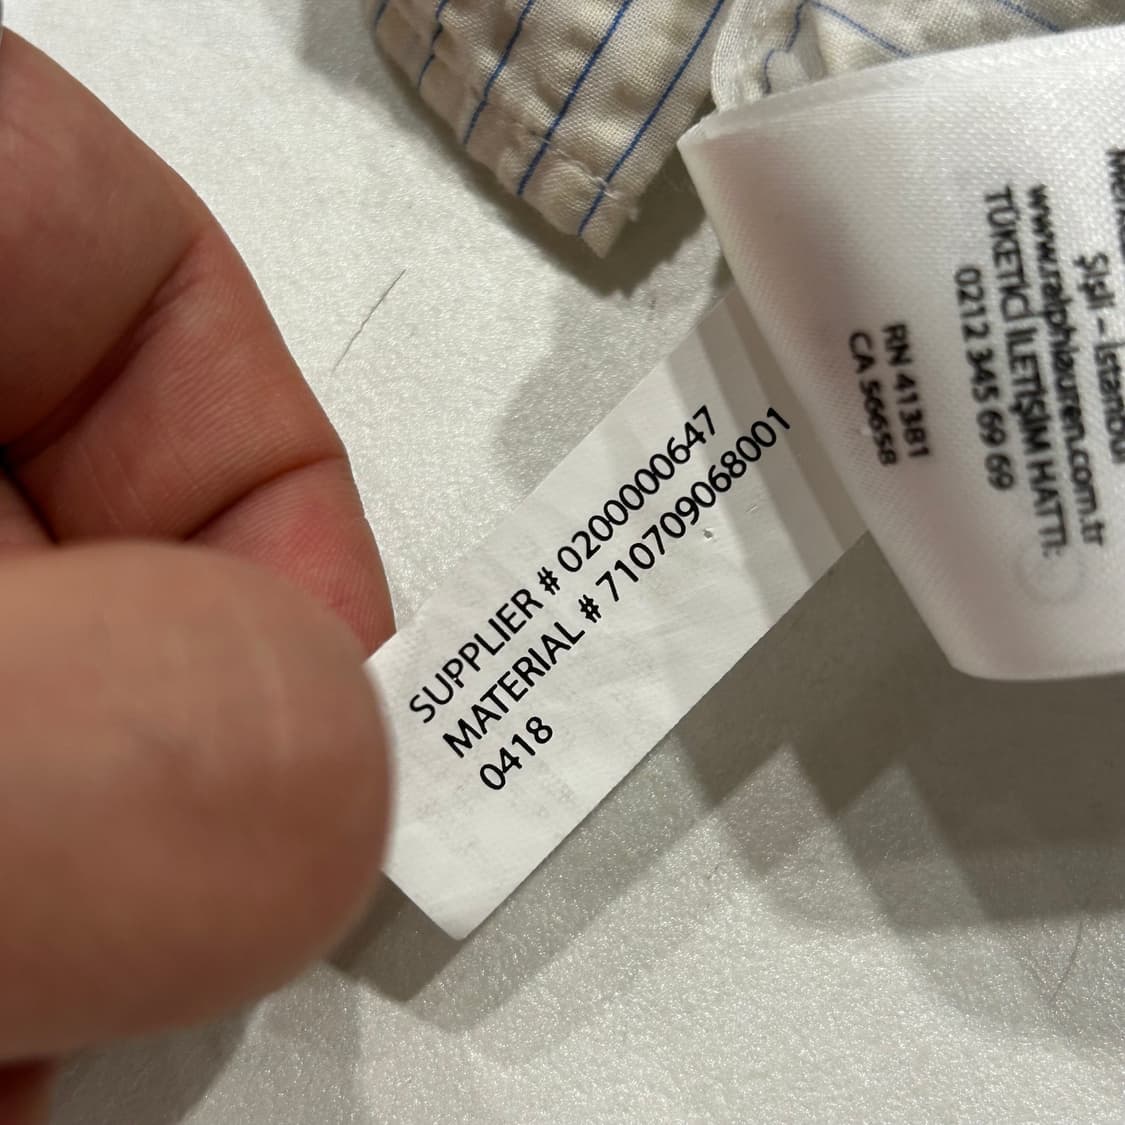 SUPPLIER # 0200000647
MATERIAL # 710709068001
0418
Şişli - İstanbul
www.ralphlauren.com.tr
TÜKETİCİ İLETİŞİM HATTI:
0212 345 69 69
RN 41381
CA 56658